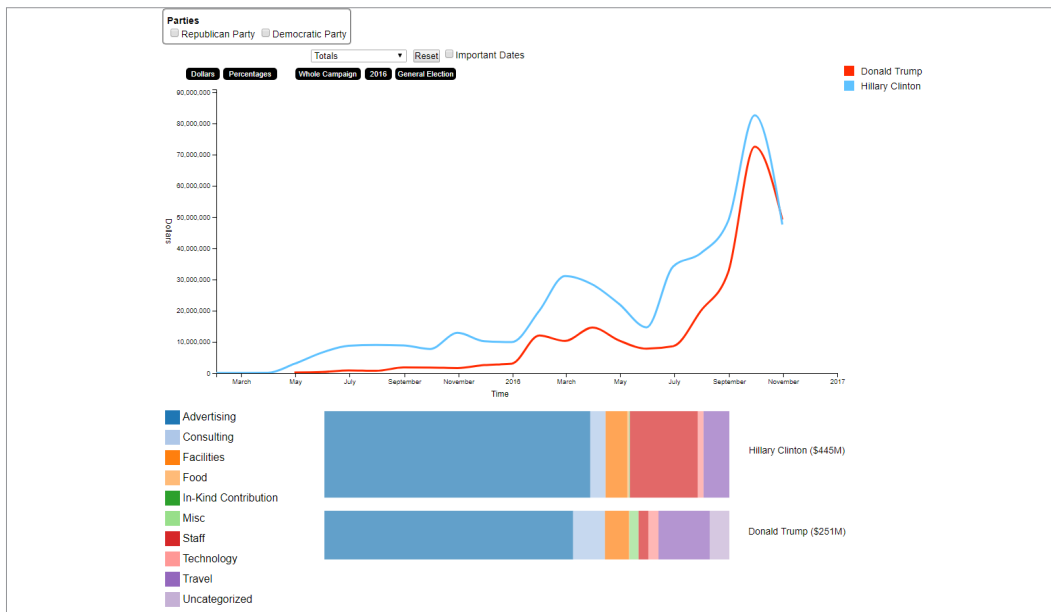 Parties
Republican Party Democratic Party
Totals Reset Important Dates
Dollars Percentages Whole Campaign 2016 General Election
Donald Trump
Hillary Clinton
90,000,000
80,000,000
70,000,000
60,000,000
50,000,000
40,000,000
30,000,000
20,000,000
10,000,000
0
Dollars
March May July September November 2016 March May July September November 2017
Time
Advertising
Consulting
Facilities
Food
In-Kind Contribution
Misc
Staff
Technology
Travel
Uncategorized
Hillary Clinton ($445M)
Donald Trump ($251M)